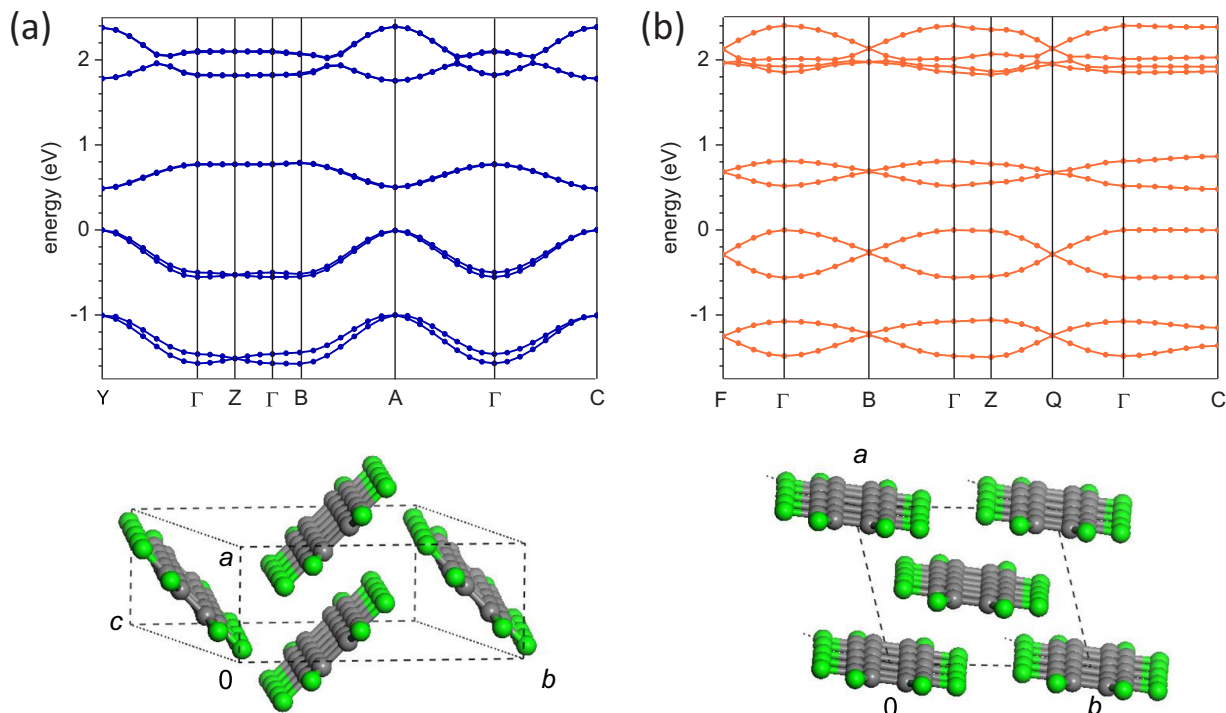 (a)
2
1
0
-1
energy (eV)
Y Γ Z Γ B A Γ C
a
c
0
b
(b)
2
1
0
-1
energy (eV)
F Γ B Γ Z Q Γ C
a
0
b